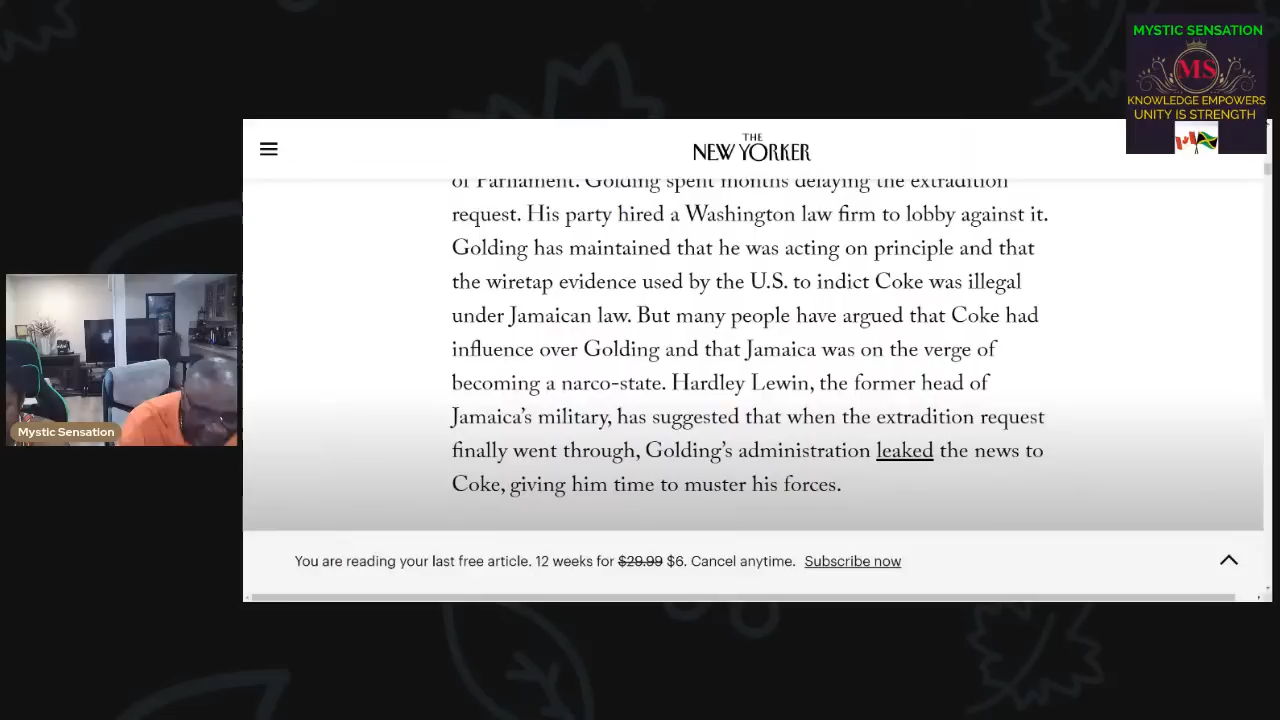 MYSTIC SENSATION
MS
KNOWLEDGE EMPOWERS
UNITY IS STRENGTH
THE
NEW YORKER
of Parliament. Golding spent months delaying the extradition
request. His party hired a Washington law firm to lobby against it.
Golding has maintained that he was acting on principle and that
the wiretap evidence used by the U.S. to indict Coke was illegal
under Jamaican law. But many people have argued that Coke had
influence over Golding and that Jamaica was on the verge of
becoming a narco-state. Hardley Lewin, the former head of
Jamaica’s military, has suggested that when the extradition request
finally went through, Golding’s administration leaked the news to
Coke, giving him time to muster his forces.
Mystic Sensation
You are reading your last free article. 12 weeks for $29.99 $6. Cancel anytime. Subscribe now